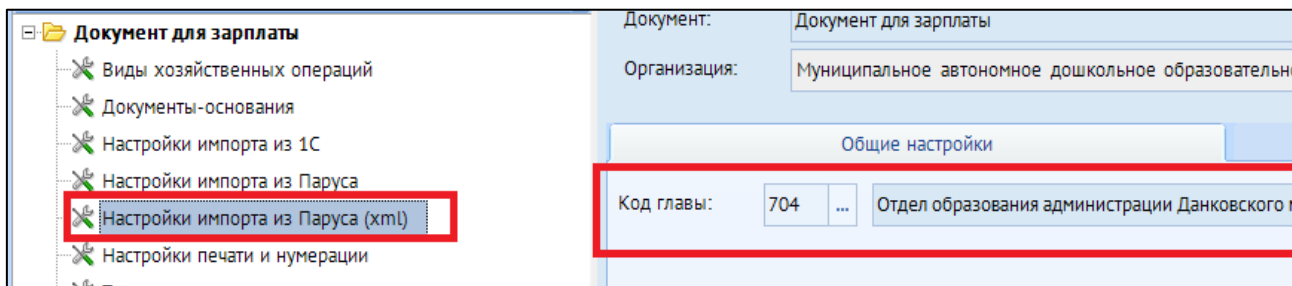 Документ для зарплаты
Виды хозяйственных операций
Документы-основания
Настройки импорта из 1С
Настройки импорта из Паруса
Настройки импорта из Паруса (xml)
Настройки печати и нумерации
Документ: Документ для зарплаты
Организация: Муниципальное автономное дошкольное образовательн
Общие настройки
Код главы: 704 ... Отдел образования администрации Данковского